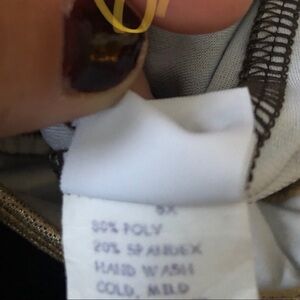 80% POLY
20% SPANDEX
HAND WASH
COLD, MILD